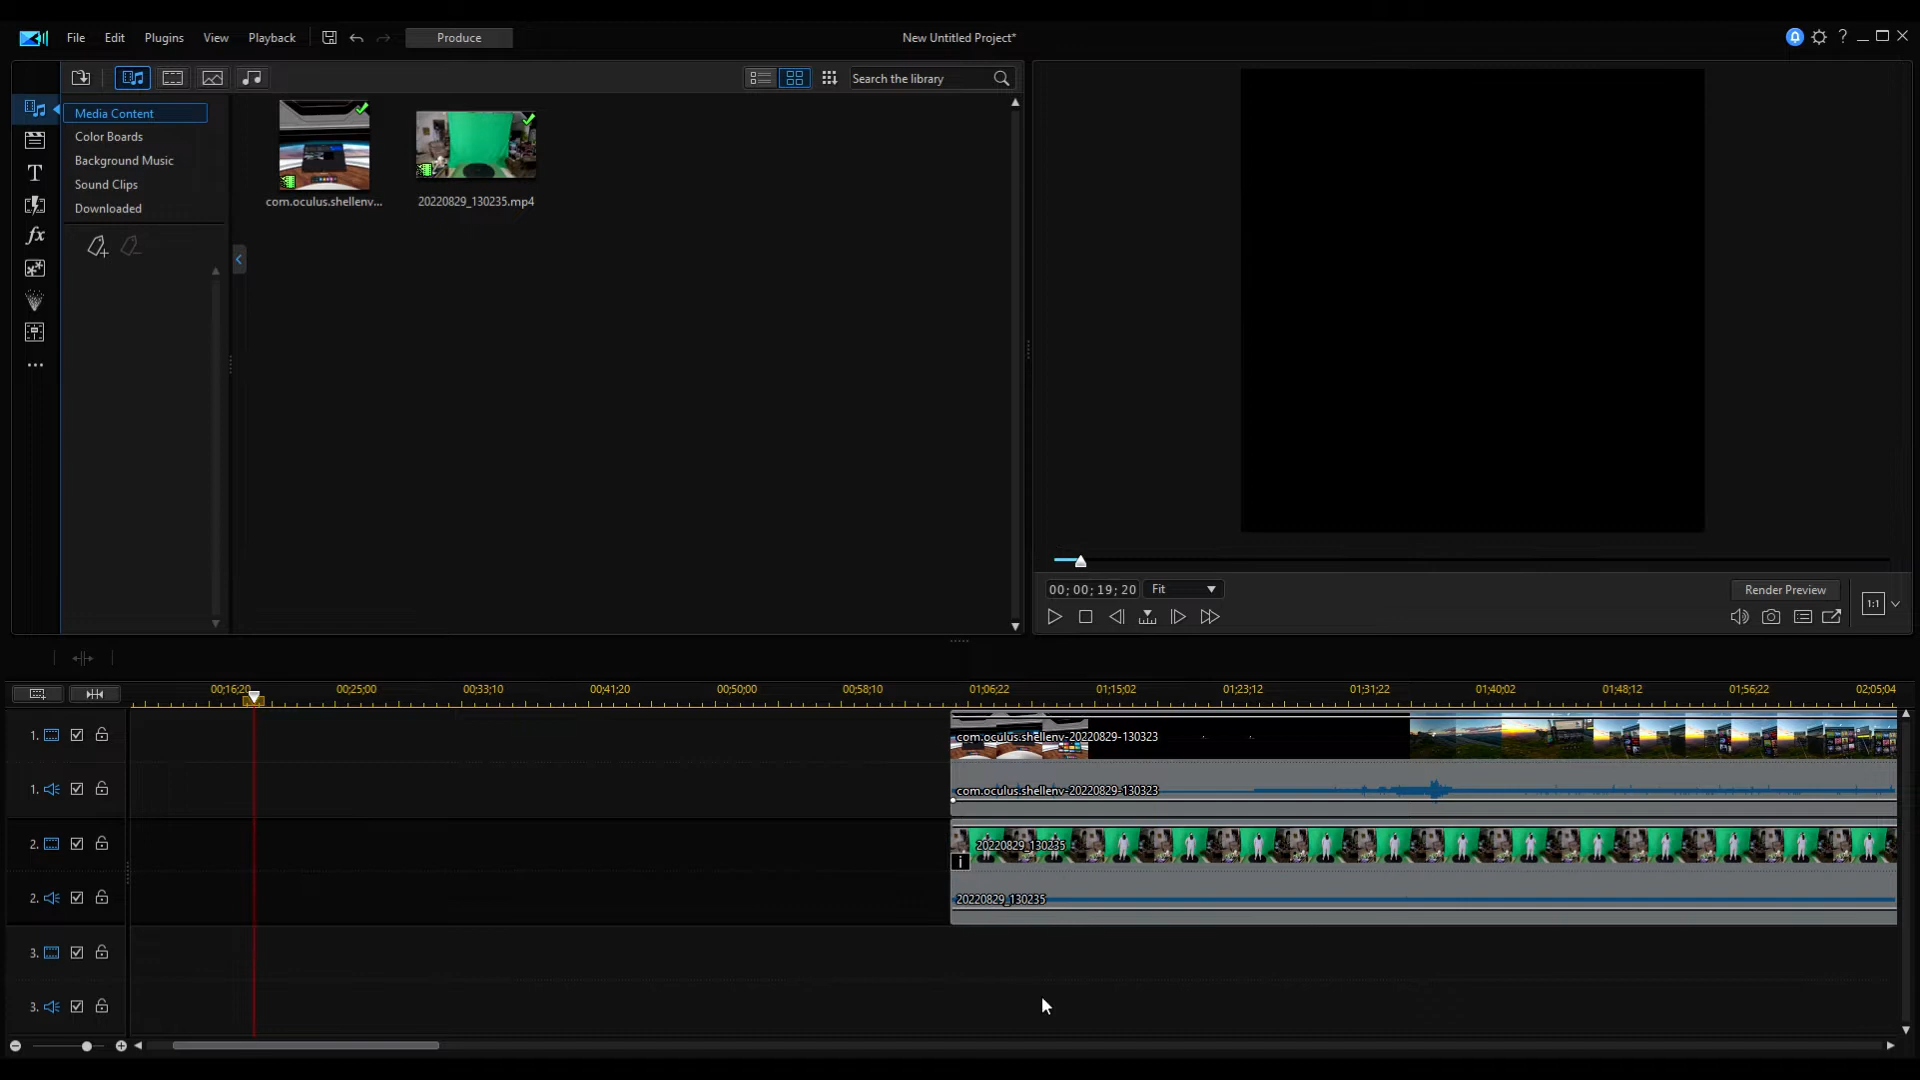 File Edit Plugins View Playback Produce New Untitled Project* ?
Search the library
Media Content
Color Boards
Background Music
Sound Clips
Downloaded
com.oculus.shellenv...
20220829_130235.mp4
T
fx
00; 00; 19; 20 Fit Render Preview
1:1
00;16;20 00;25;00 00;33;10 00;41;20 00;50;00 00;58;10 01;06;22 01;15;02 01;23;12 01;31;22 01;40;02 01;48;12 01;56;22 02;05;04
1. com.oculus.shellenv-20220829-130323
1. com.oculus.shellenv-20220829-130323
2. 20220829_130235
i
2. 20220829_130235
3.
3.